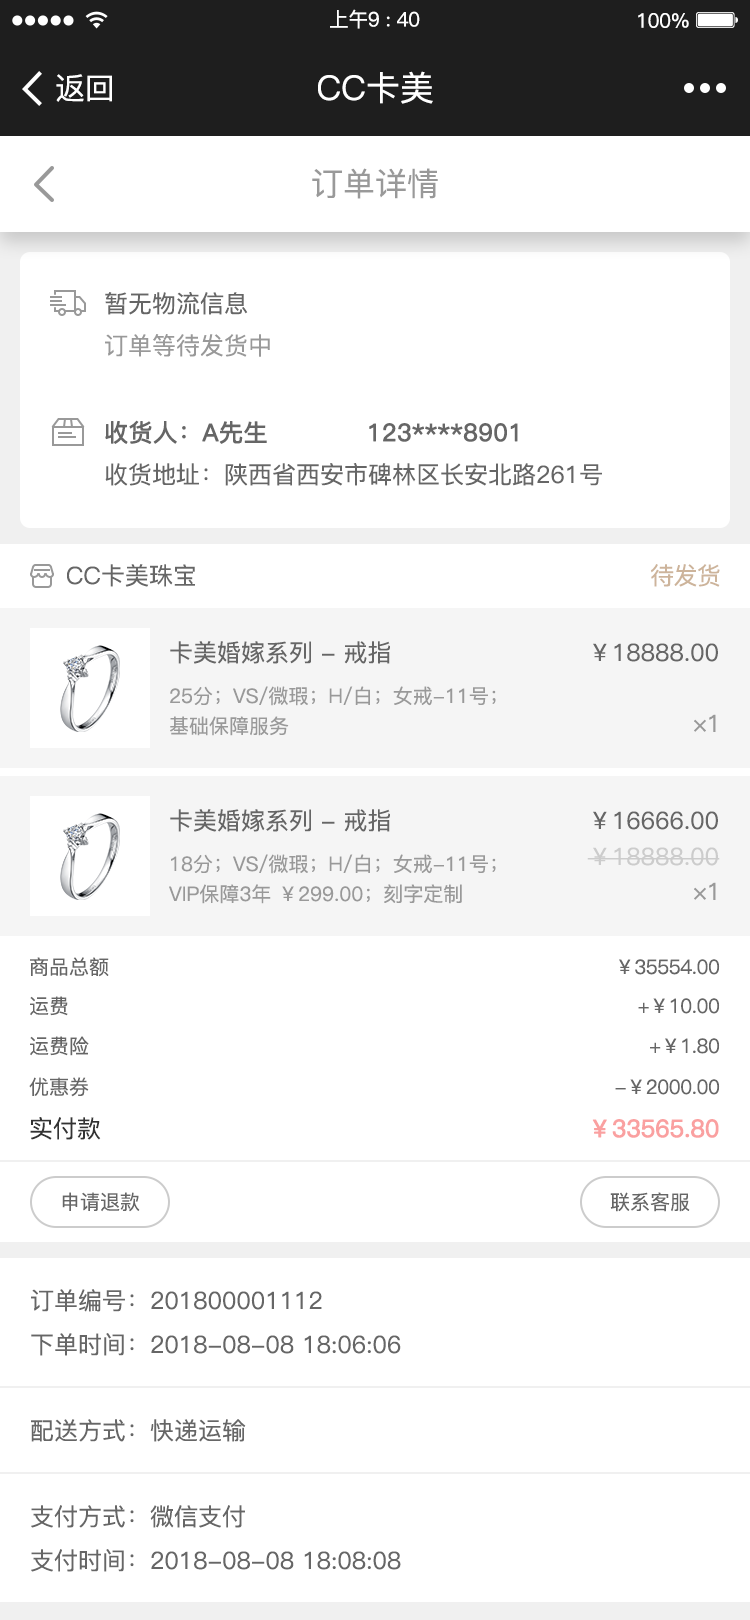 上午9 : 40
100%
返回
CC卡美
订单详情
暂无物流信息
订单等待发货中
收货人：A先生 123****8901
收货地址：陕西省西安市碑林区长安北路261号
CC卡美珠宝
待发货
卡美婚嫁系列 – 戒指
¥ 18888.00
25分；VS/微瑕；H/白；女戒–11号；
基础保障服务
×1
卡美婚嫁系列 – 戒指
¥ 16666.00
¥ 18888.00
18分；VS/微瑕；H/白；女戒–11号；
VIP保障3年 ¥ 299.00；刻字定制
×1
商品总额 ¥ 35554.00
运费 + ¥ 10.00
运费险 + ¥ 1.80
优惠券 – ¥ 2000.00
实付款 ¥ 33565.80
申请退款
联系客服
订单编号：201800001112
下单时间：2018–08–08 18:06:06
配送方式：快递运输
支付方式：微信支付
支付时间：2018–08–08 18:08:08